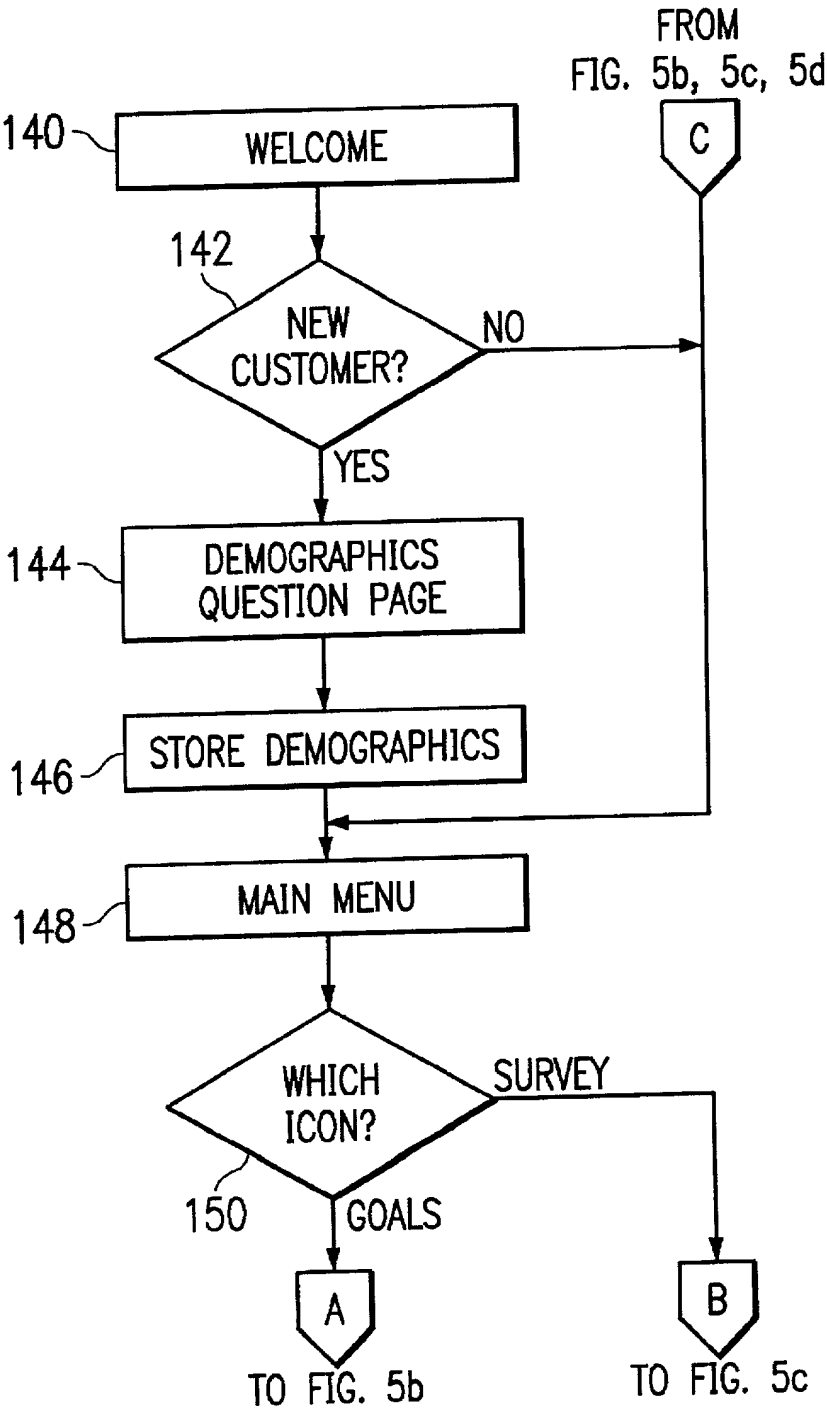 FROM
FIG. 5b, 5c, 5d
C
140
WELCOME
142
NEW
CUSTOMER?
NO
YES
144
DEMOGRAPHICS
QUESTION PAGE
146
STORE DEMOGRAPHICS
148
MAIN MENU
WHICH
ICON?
SURVEY
150
GOALS
A
TO FIG. 5b
B
TO FIG. 5c